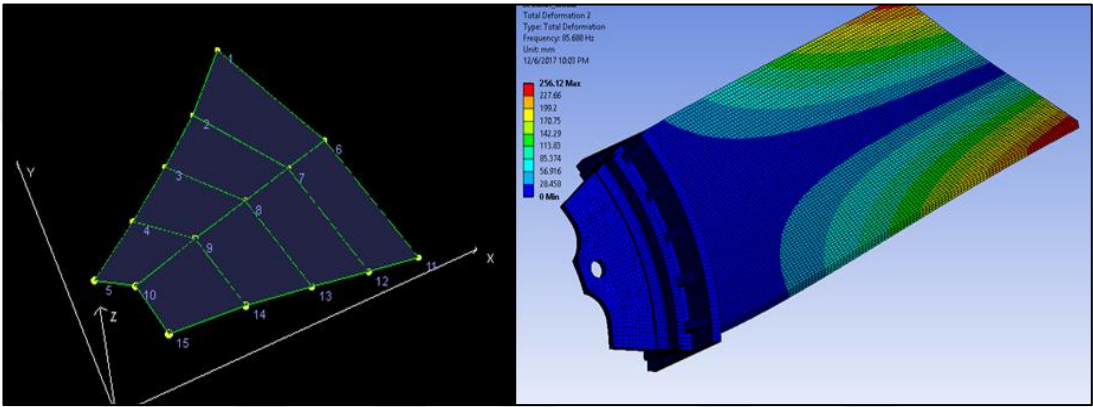 1
2
3
4
5
6
7
8
9
10
11
12
13
14
15
Y
X
Z
Total Deformation 2
Type: Total Deformation
Frequency: 85.688 Hz
Unit: mm
12/6/2017 10:03 PM
256.12 Max
227.66
199.2
170.75
142.29
113.83
85.374
56.916
28.458
0 Min